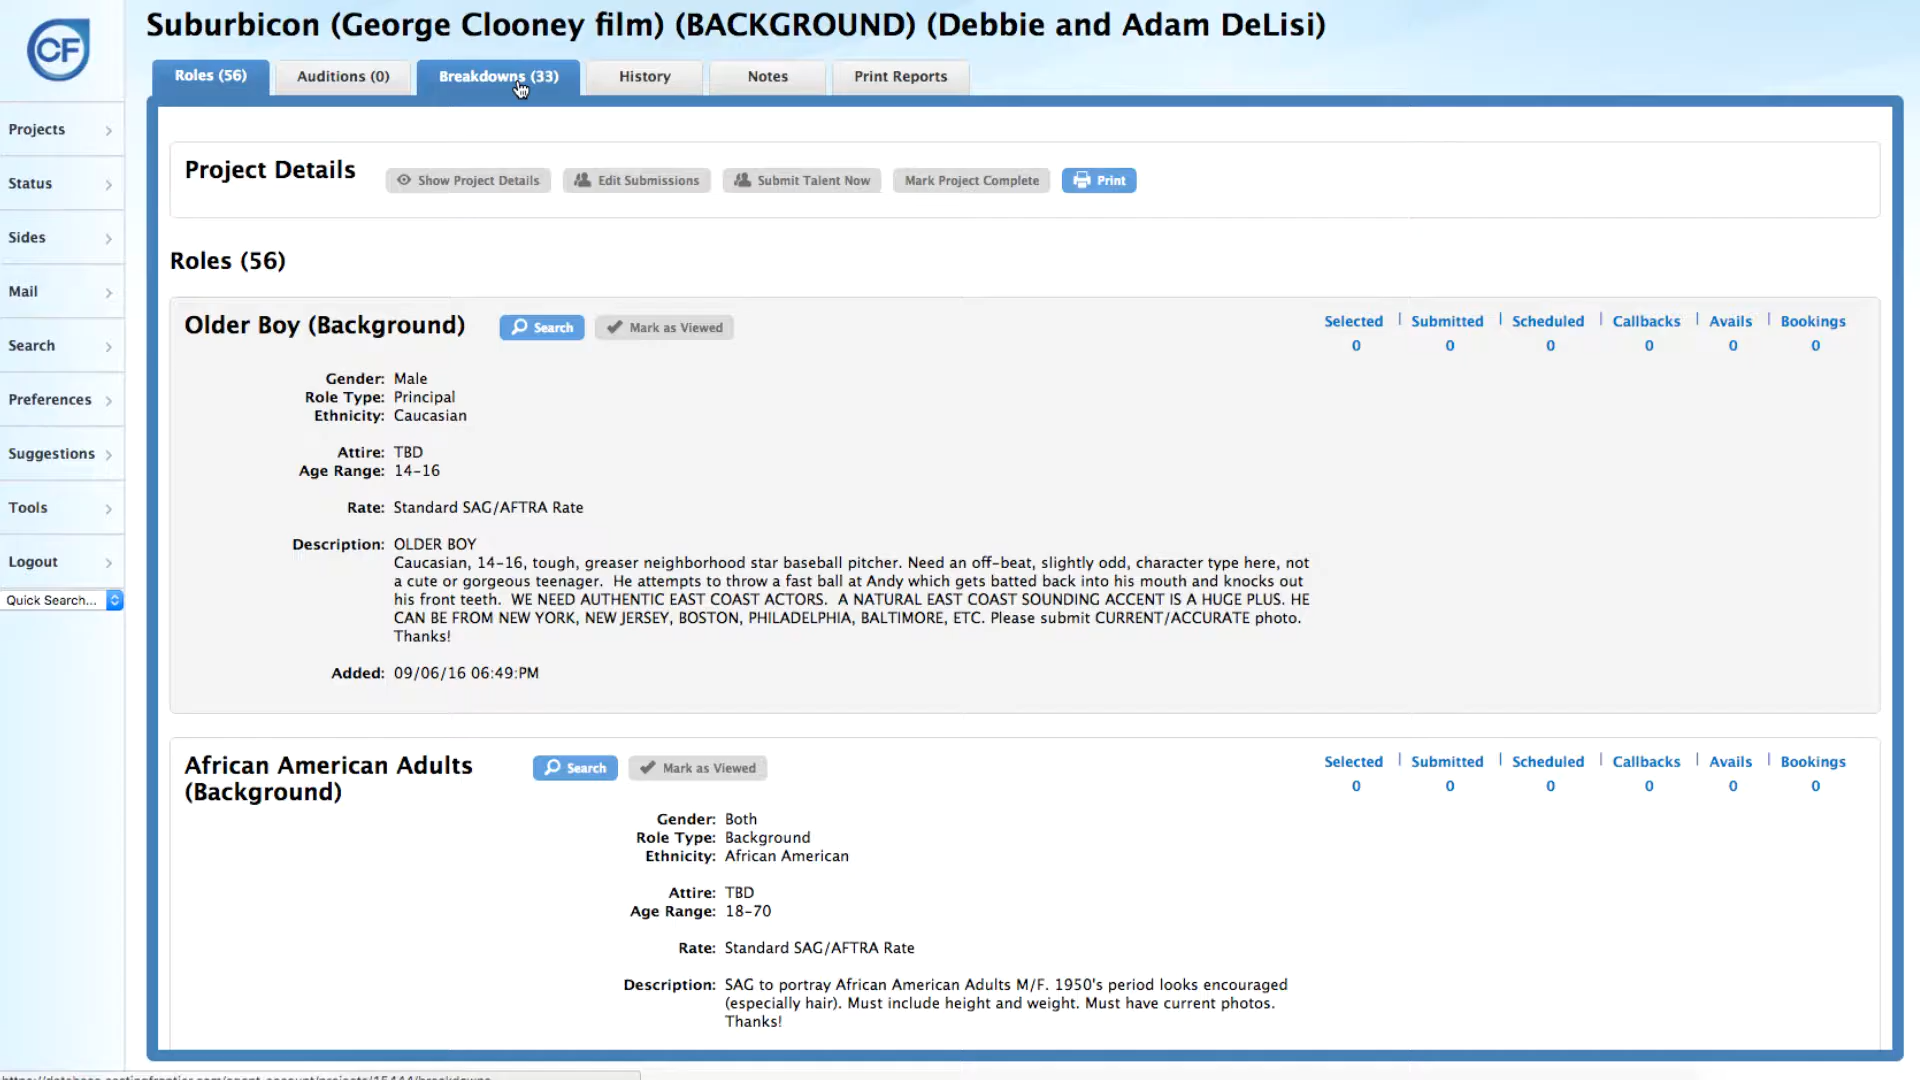 Suburbicon (George Clooney film) (BACKGROUND) (Debbie and Adam DeLisi)
CF
Roles (56)
Auditions (0)
Breakdowns (33)
History
Notes
Print Reports
Projects
Status
Sides
Mail
Search
Preferences
Suggestions
Tools
Logout
Quick Search...
Project Details
Show Project Details
Edit Submissions
Submit Talent Now
Mark Project Complete
Print
Roles (56)
Older Boy (Background)
Search
Mark as Viewed
Selected Submitted Scheduled Callbacks Avails Bookings
0 0 0 0 0 0
Gender: Male
Role Type: Principal
Ethnicity: Caucasian
Attire: TBD
Age Range: 14-16
Rate: Standard SAG/AFTRA Rate
Description: OLDER BOY
Caucasian, 14-16, tough, greaser neighborhood star baseball pitcher. Need an off-beat, slightly odd, character type here, not
a cute or gorgeous teenager. He attempts to throw a fast ball at Andy which gets batted back into his mouth and knocks out
his front teeth. WE NEED AUTHENTIC EAST COAST ACTORS. A NATURAL EAST COAST SOUNDING ACCENT IS A HUGE PLUS. HE
CAN BE FROM NEW YORK, NEW JERSEY, BOSTON, PHILADELPHIA, BALTIMORE, ETC. Please submit CURRENT/ACCURATE photo.
Thanks!
Added: 09/06/16 06:49:PM
African American Adults
(Background)
Search
Mark as Viewed
Selected Submitted Scheduled Callbacks Avails Bookings
0 0 0 0 0 0
Gender: Both
Role Type: Background
Ethnicity: African American
Attire: TBD
Age Range: 18-70
Rate: Standard SAG/AFTRA Rate
Description: SAG to portray African American Adults M/F. 1950's period looks encouraged
(especially hair). Must include height and weight. Must have current photos.
Thanks!